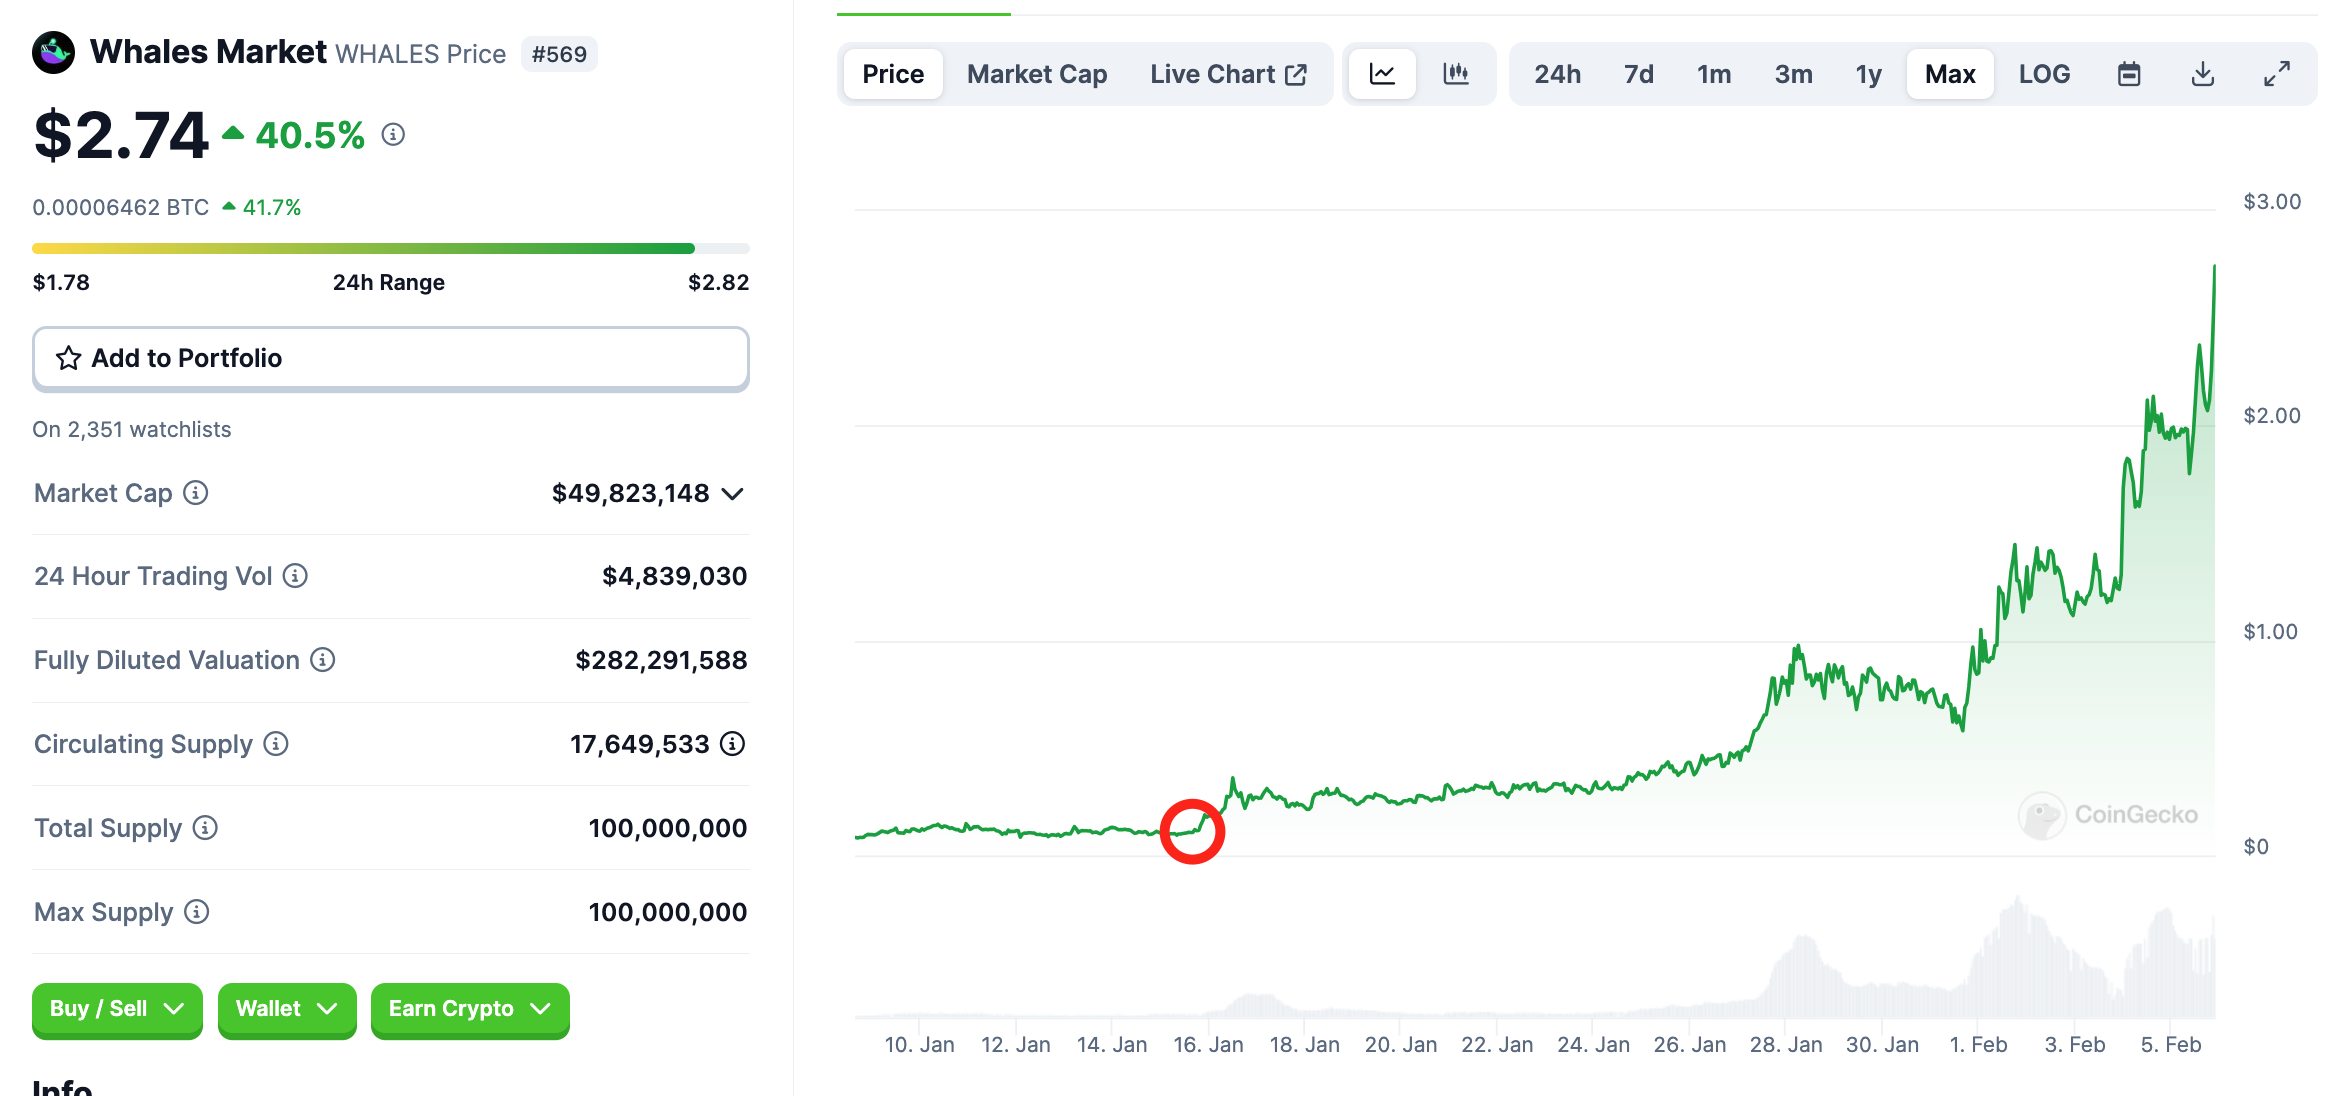 Whales Market WHALES Price #569
$2.74 40.5%
0.00006462 BTC 41.7%
$1.78 24h Range $2.82
Add to Portfolio
On 2,351 watchlists
Market Cap $49,823,148
24 Hour Trading Vol $4,839,030
Fully Diluted Valuation $282,291,588
Circulating Supply 17,649,533
Total Supply 100,000,000
Max Supply 100,000,000
Buy / Sell Wallet Earn Crypto
Info
Price Market Cap Live Chart 24h 7d 1m 3m 1y Max LOG
$3.00
$2.00
$1.00
CoinGecko
$0
10. Jan 12. Jan 14. Jan 16. Jan 18. Jan 20. Jan 22. Jan 24. Jan 26. Jan 28. Jan 30. Jan 1. Feb 3. Feb 5. Feb